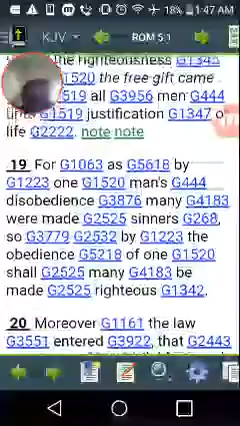 18% 1:47 AM
KJV ROM 5:1
the righteousness G1345
G1520 the free gift came
G1519 all G3956 men G444
G1519 justification G1347 o
life G2222. note note
19 For G1063 as G5618 by
G1223 one G1520 man's G444
disobedience G3876 many G4183
were made G2525 sinners G268,
so G3779 G2532 by G1223 the
obedience G5218 of one G1520
shall G2525 many G4183 be
made G2525 righteous G1342.
20 Moreover G1161 the law
G3551 entered G3922, that G2443